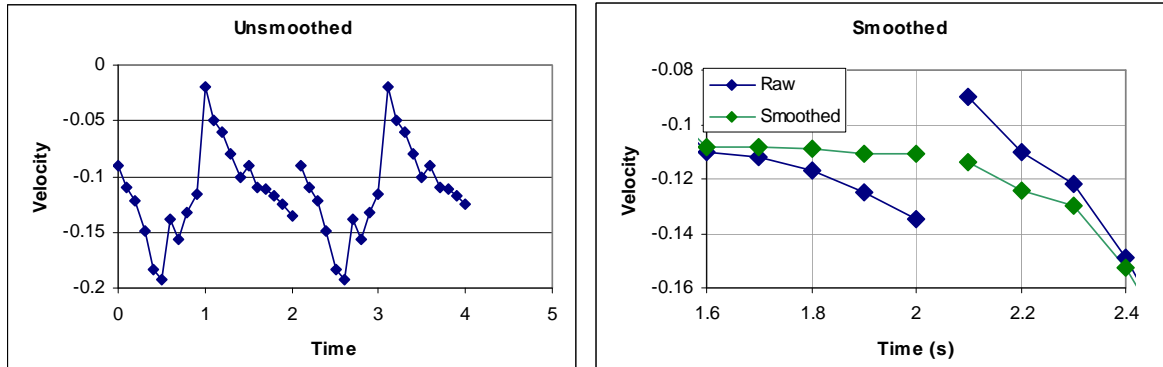 Unsmoothed
0
-0.05
-0.1
-0.15
-0.2
Velocity
0 1 2 3 4 5
Time
Smoothed
-0.08
-0.1
-0.12
-0.14
-0.16
Raw
Smoothed
Velocity
1.6 1.8 2 2.2 2.4
Time (s)